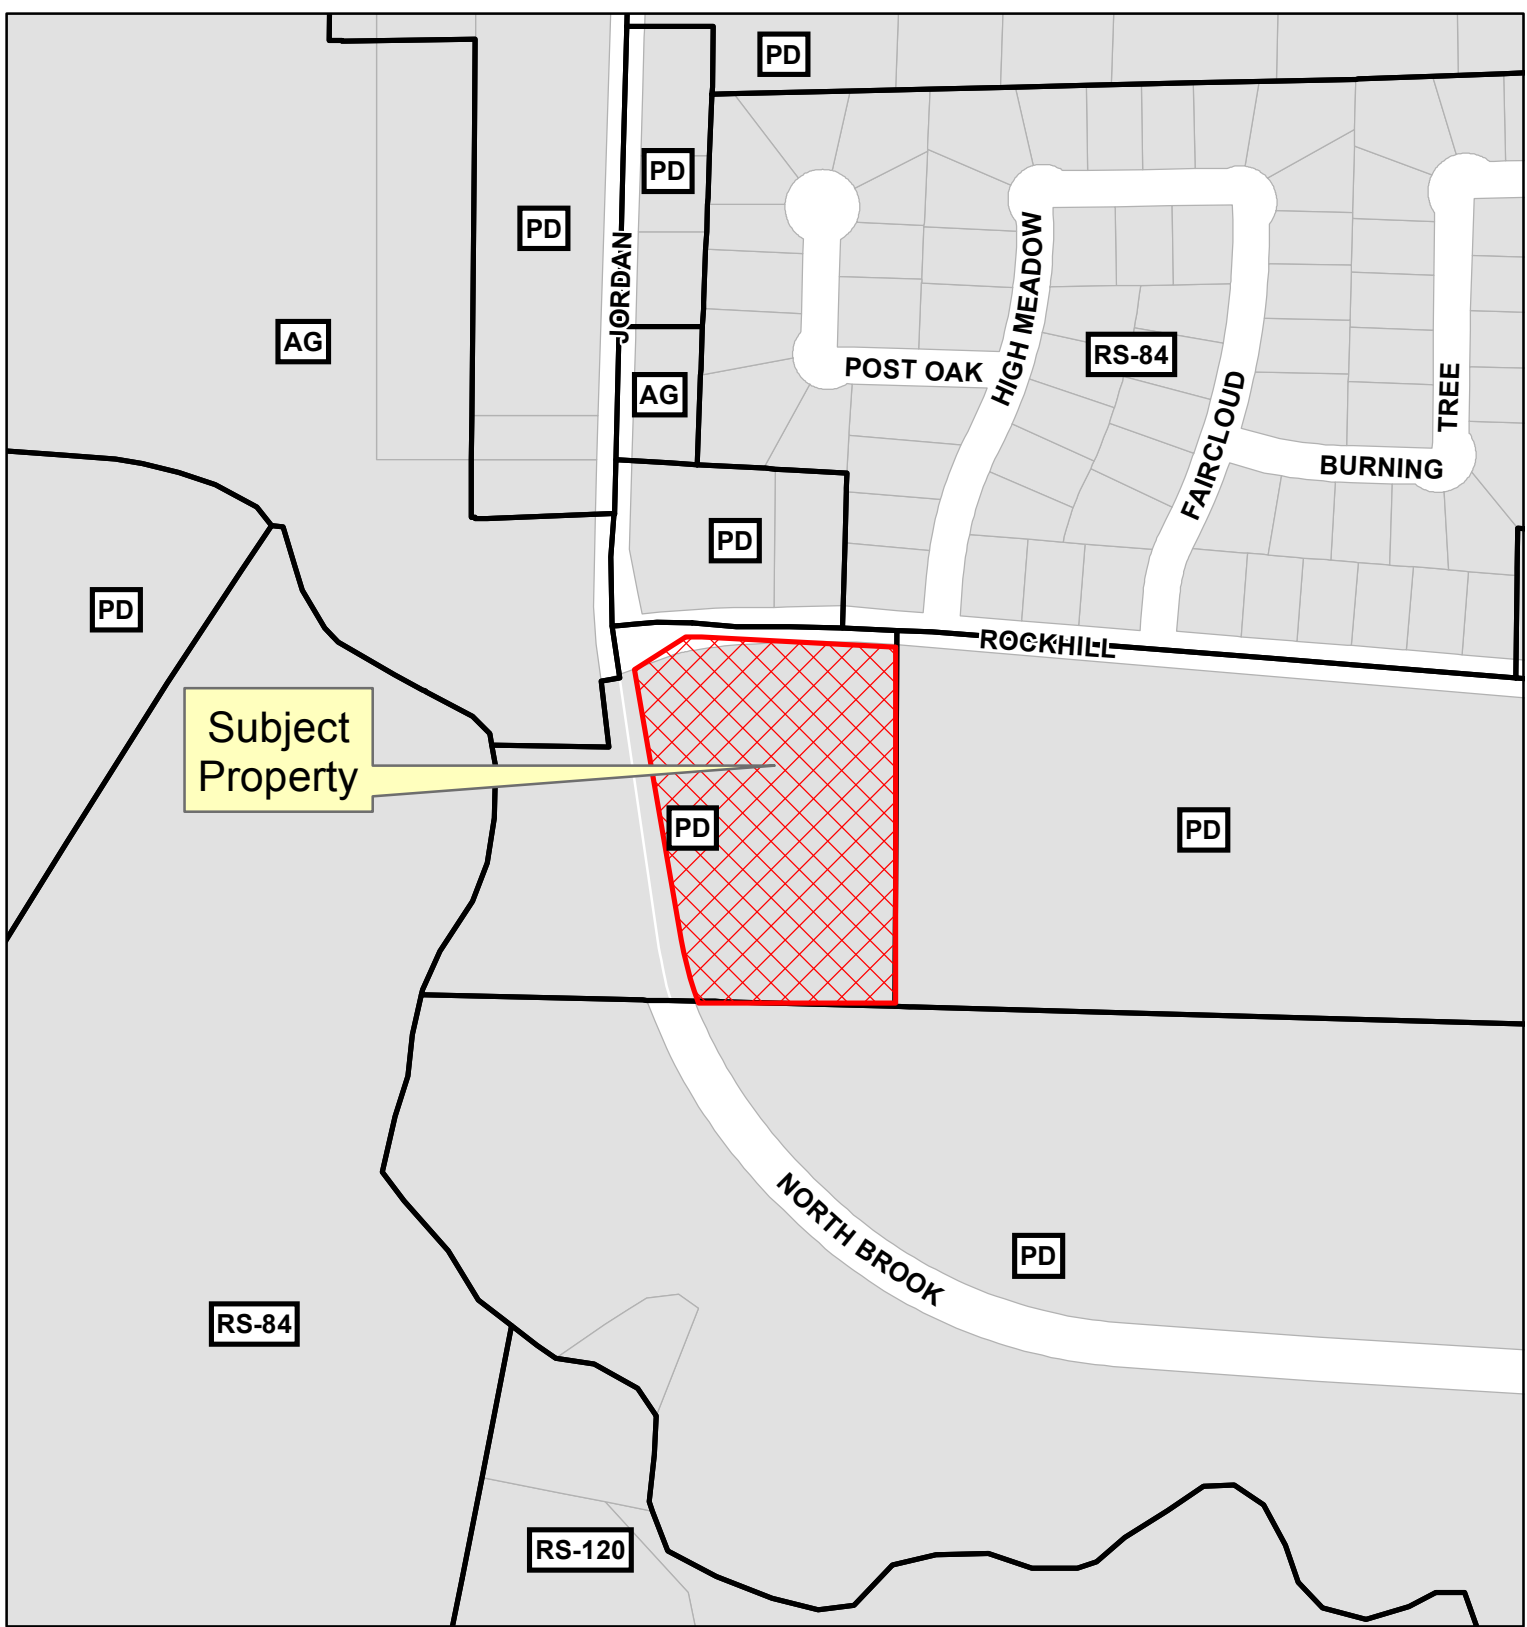 PD
PD
PD
JORDAN
HIGH MEADOW
AG
RS-84
POST OAK
TREE
AG
FAIRCLOUD
BURNING
PD
PD
ROCKHILL
Subject
Property
PD
PD
NORTH BROOK
PD
RS-84
RS-120